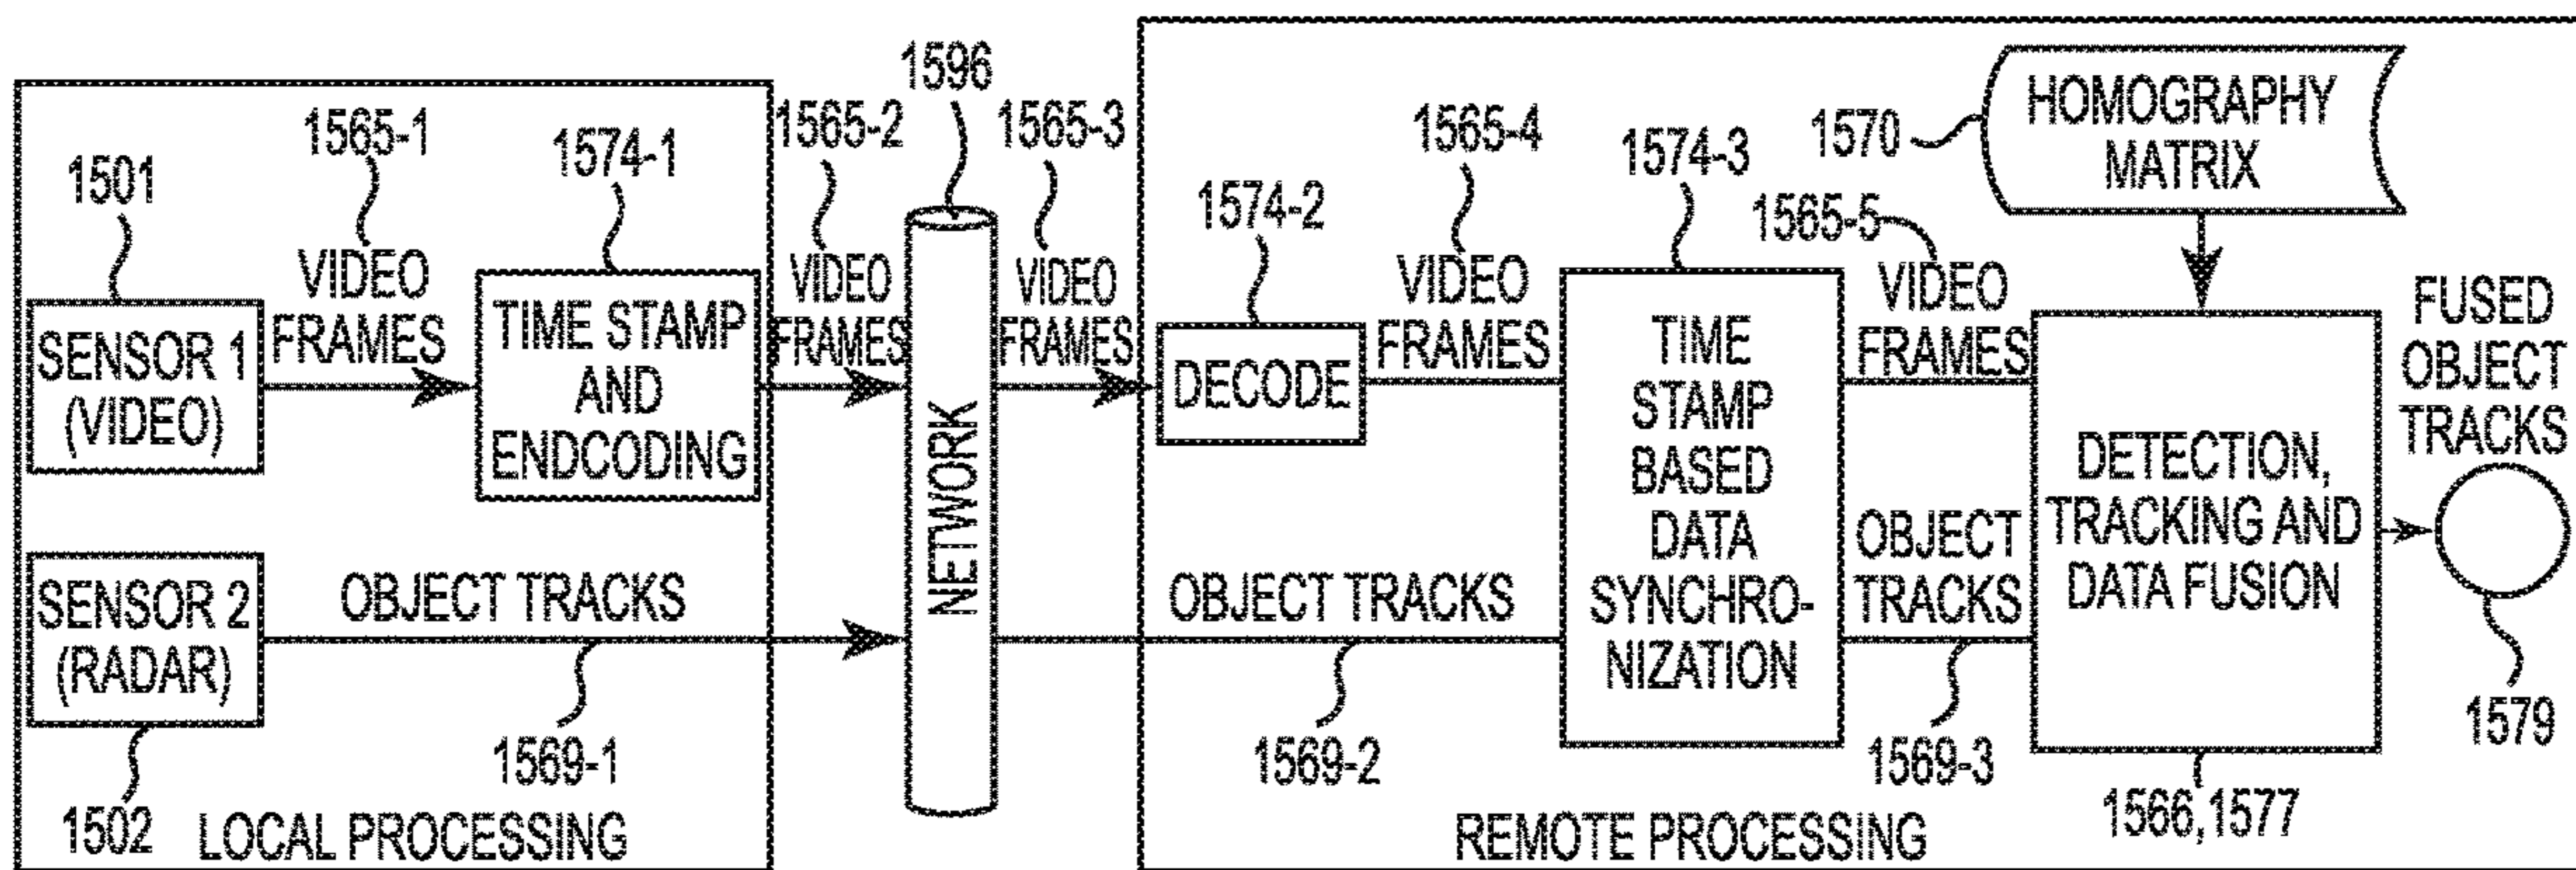 1596
1565-1
1574-1
1565-2
1565-3
1501
VIDEO
FRAMES
SENSOR 1
(VIDEO)
TIME STAMP
AND
ENDCODING
VIDEO
FRAMES
NETWORK
VIDEO
FRAMES
SENSOR 2
(RADAR)
OBJECT TRACKS
1569-1
1502
LOCAL PROCESSING
1565-4
1574-3
1570
HOMOGRAPHY
MATRIX
1574-2
1565-5
DECODE
VIDEO
FRAMES
TIME
STAMP
BASED
DATA
SYNCHRO-
NIZATION
VIDEO
FRAMES
DETECTION,
TRACKING AND
DATA FUSION
FUSED
OBJECT
TRACKS
OBJECT TRACKS
OBJECT
TRACKS
1569-2
1569-3
1566,1577
1579
REMOTE PROCESSING